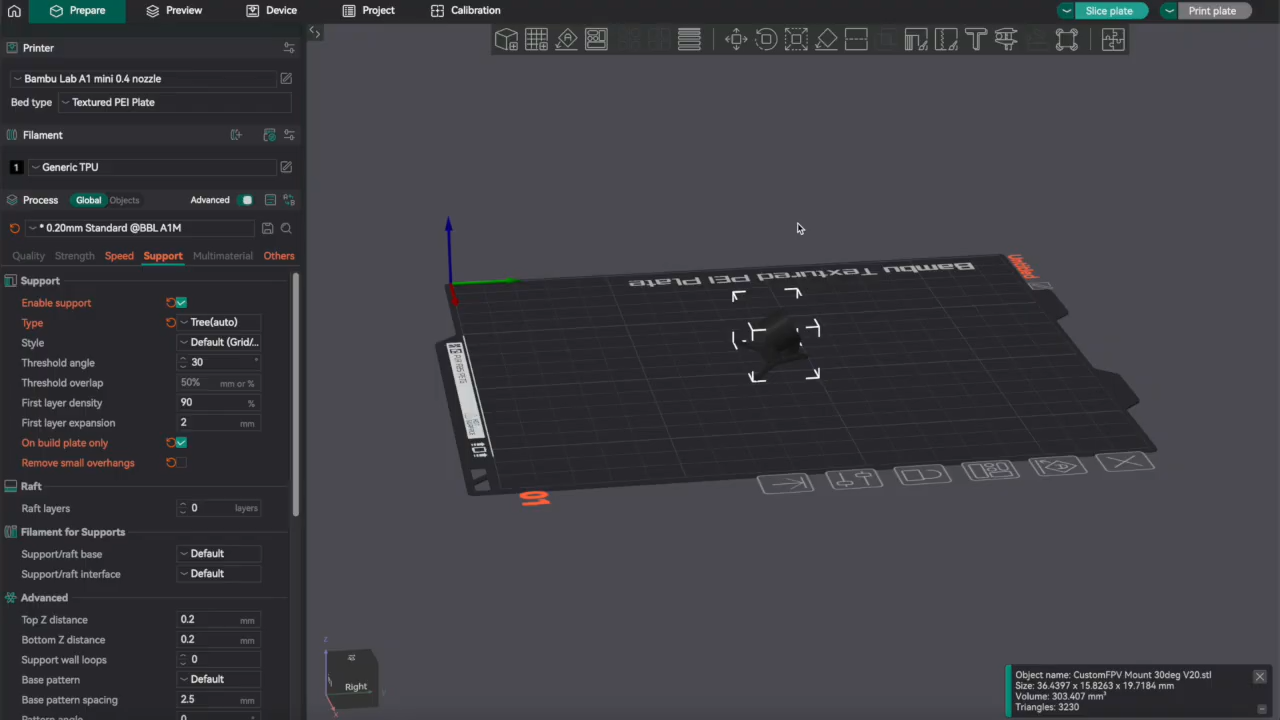 Prepare Preview Device Project Calibration Slice plate Print plate
Printer
Bambu Lab A1 mini 0.4 nozzle
Bed type Textured PEI Plate
Filament
1 Generic TPU
Process Global Objects Advanced
* 0.20mm Standard @BBL A1M
Quality Strength Speed Support Multimaterial Others
Support
Enable support
Type Tree(auto)
Style Default (Grid/...
Threshold angle 30 °
Threshold overlap 50% mm or %
First layer density 90 %
First layer expansion 2 mm
On build plate only
Remove small overhangs
Raft
Raft layers 0 layers
Filament for Supports
Support/raft base Default
Support/raft interface Default
Advanced
Top Z distance 0.2 mm
Bottom Z distance 0.2 mm
Support wall loops 0
Base pattern Default
Base pattern spacing 2.5 mm
Pattern angle 0
Bambu Textured PEI Plate
Untitled
01
Right
Object name: CustomFPV Mount 30deg V20.stl
Size: 36.4397 x 15.8263 x 19.7184 mm
Volume: 303.407 mm³
Triangles: 3230